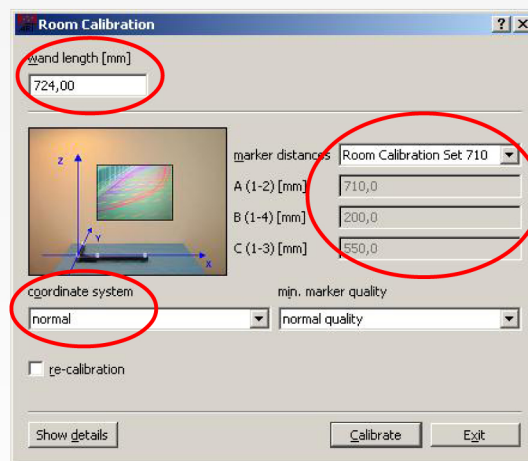 Room Calibration
wand length [mm]
724,00
marker distances Room Calibration Set 710
A (1-2) [mm] 710,0
B (1-4) [mm] 200,0
C (1-3) [mm] 550,0
Z
Y
X
coordinate system min. marker quality
normal normal quality
re-calibration
Show details Calibrate Exit